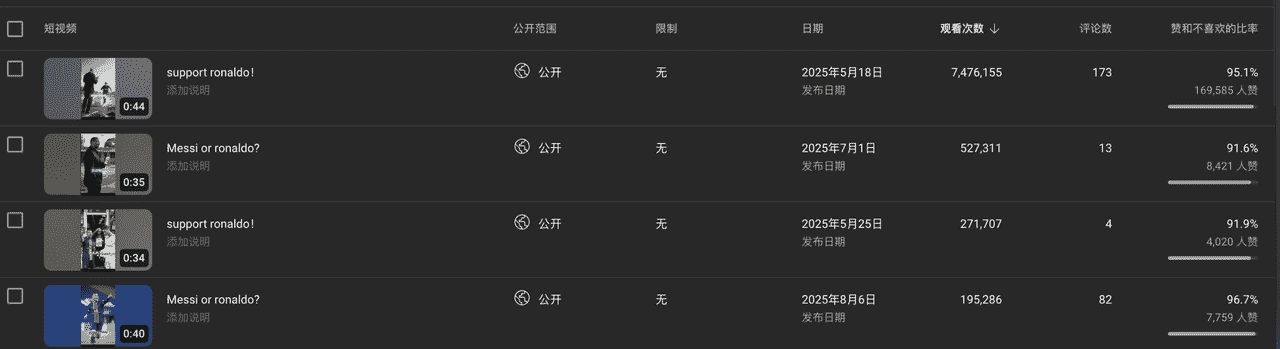 短视频 公开范围 限制 日期 观看次数 ↓ 评论数 赞和不喜欢的比率
support ronaldo! 公开 无 2025年5月18日 7,476,155 173 95.1%
0:44 添加说明 发布日期 169,585 人赞
Messi or ronaldo? 公开 无 2025年7月1日 527,311 13 91.6%
0:35 添加说明 发布日期 8,421 人赞
support ronaldo! 公开 无 2025年5月25日 271,707 4 91.9%
0:34 添加说明 发布日期 4,020 人赞
Messi or ronaldo? 公开 无 2025年8月6日 195,286 82 96.7%
0:40 添加说明 发布日期 7,759 人赞